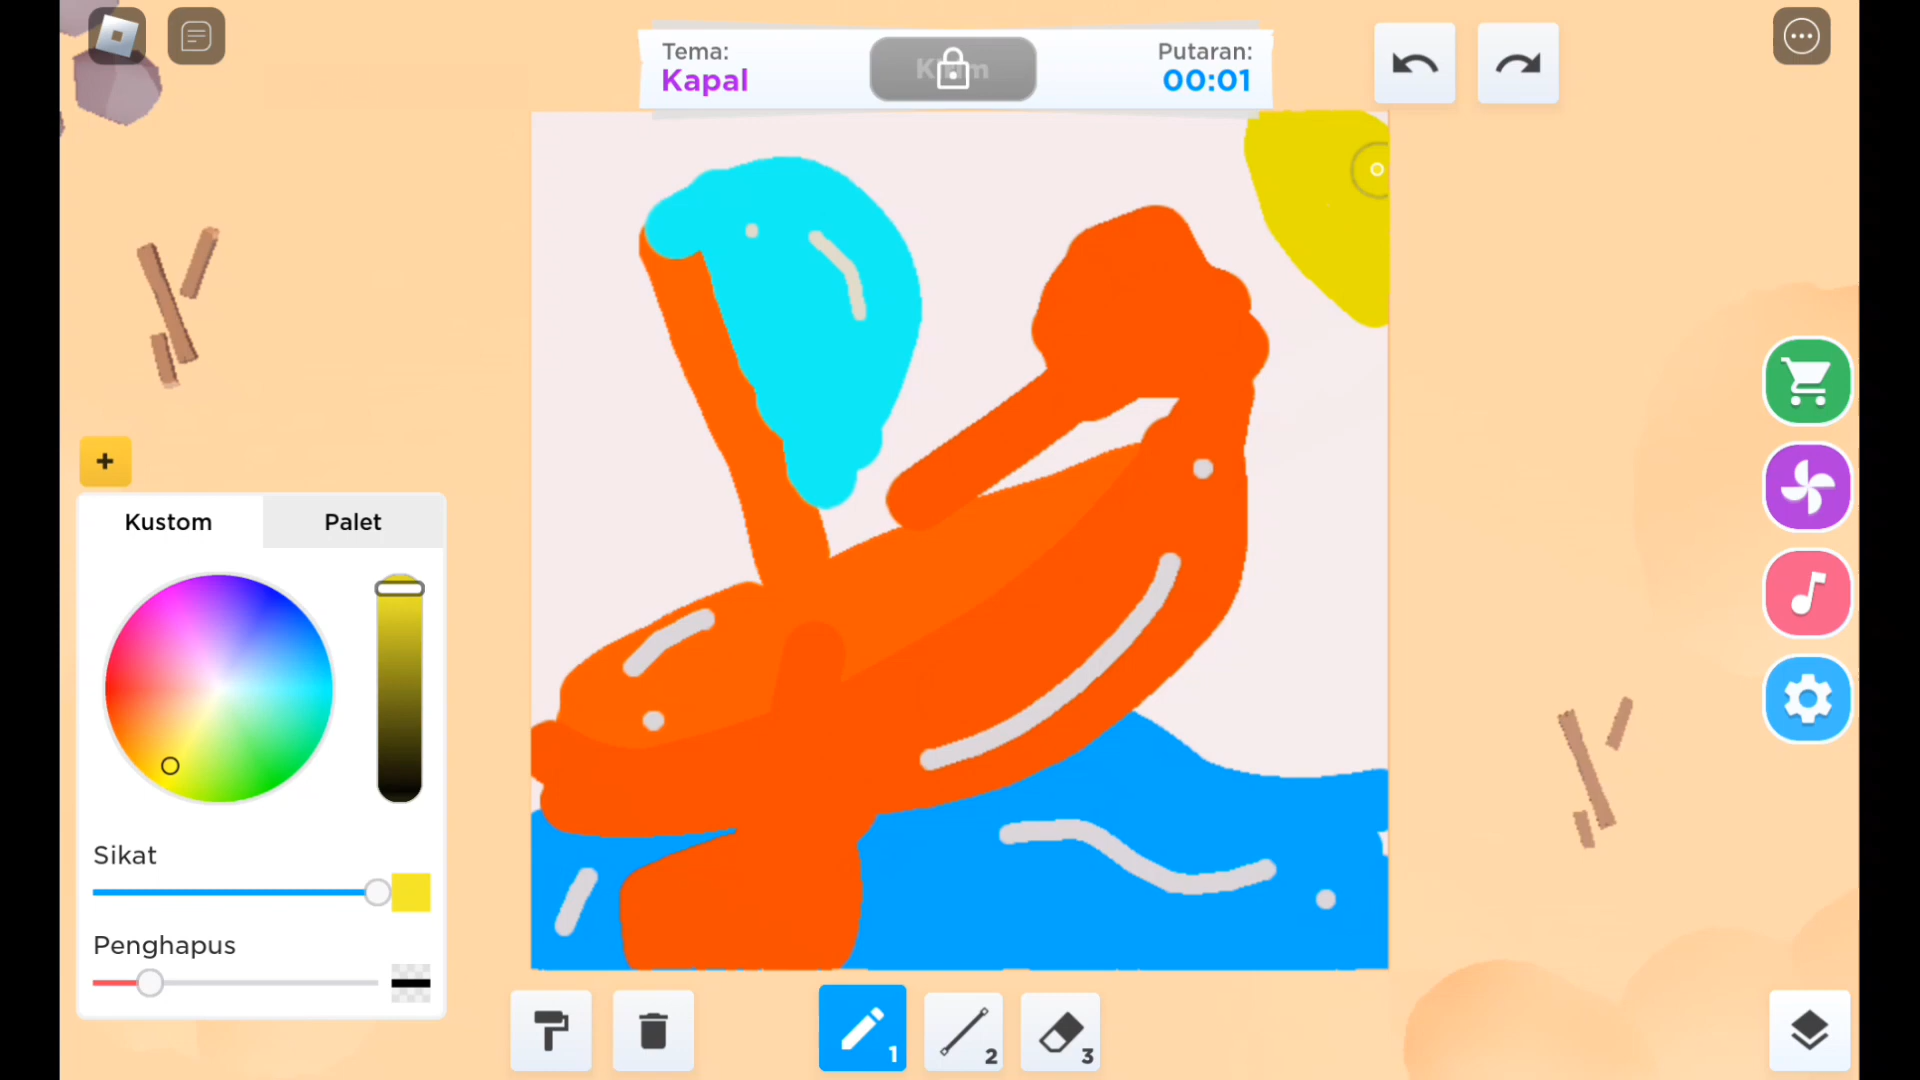 Tema:
Kapal
Putaran:
00:01
+
Kustom
Palet
Sikat
Penghapus
1
2
3